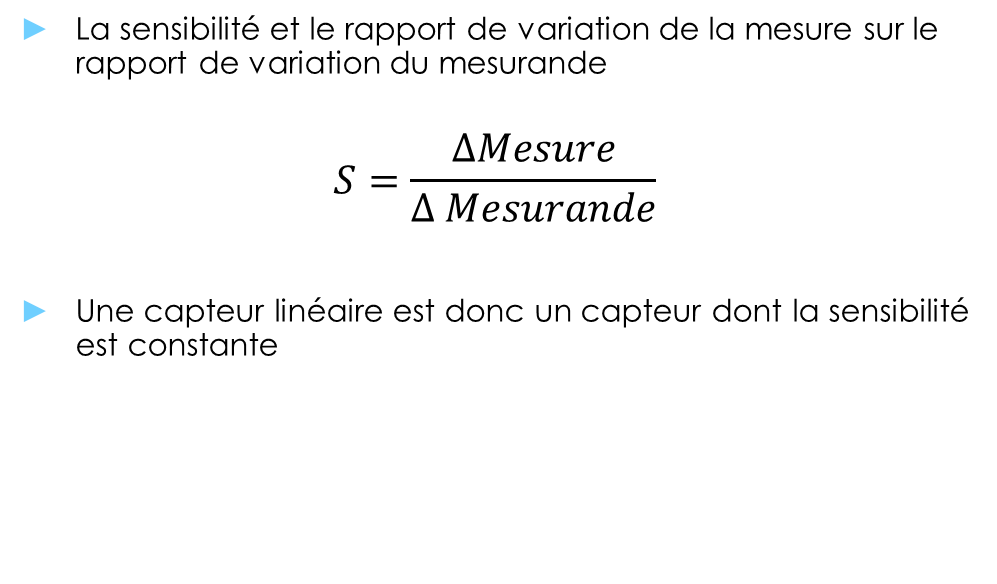 La sensibilité et le rapport de variation de la mesure sur le
rapport de variation du mesurande
S = ΔMesure / Δ Mesurande
Une capteur linéaire est donc un capteur dont la sensibilité
est constante